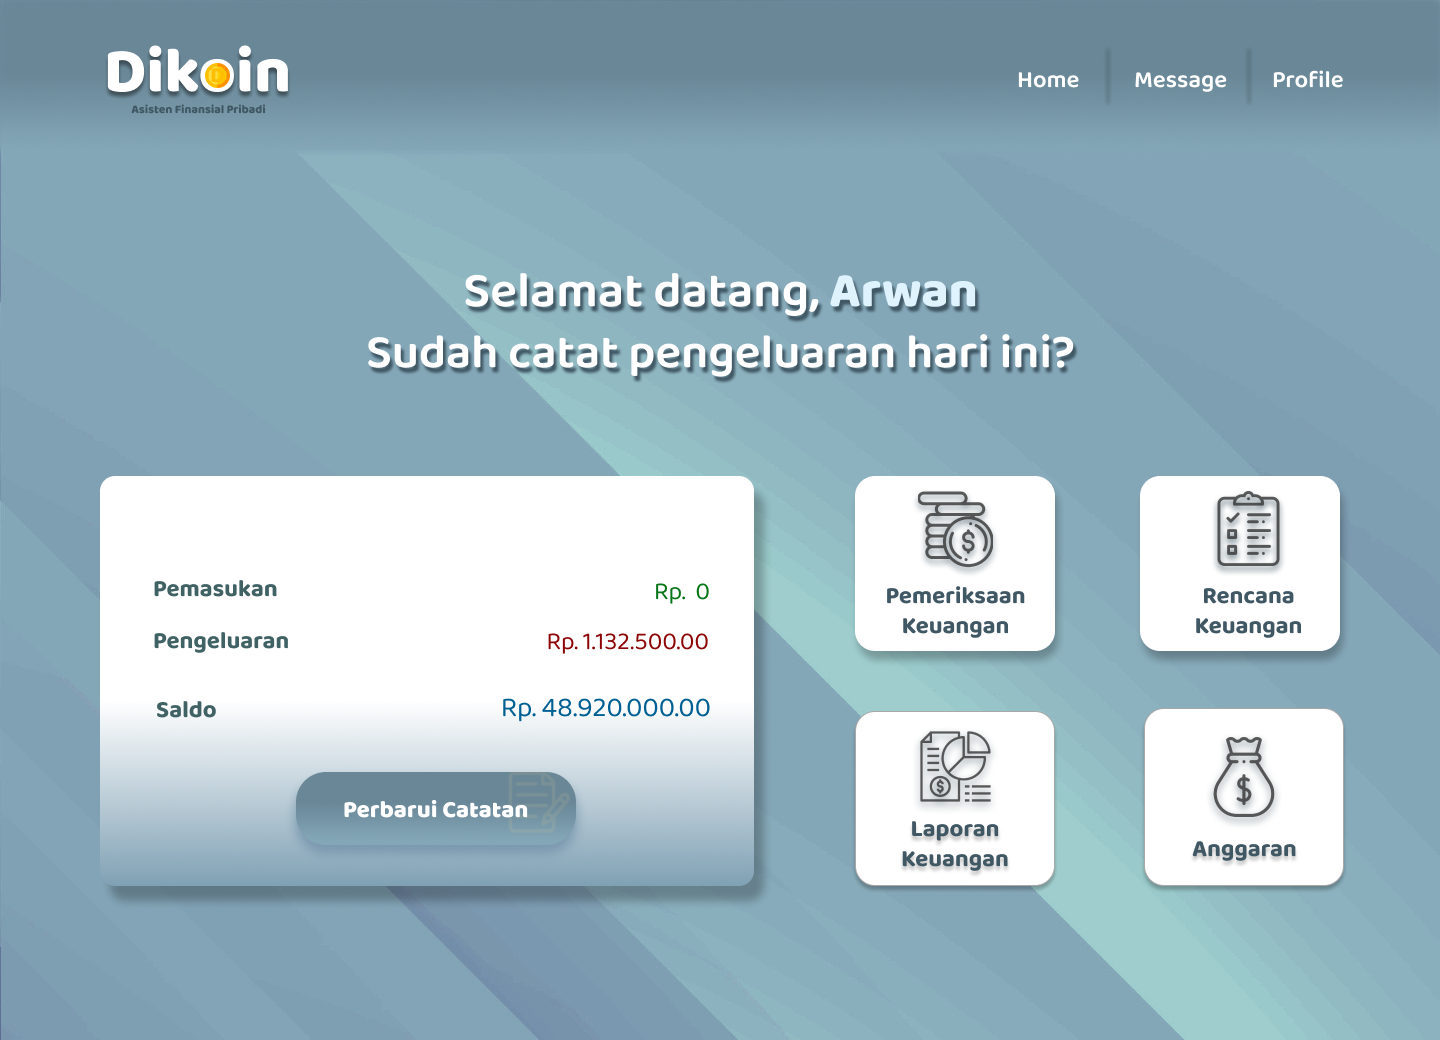 Dikoin
Asisten Finansial Pribadi
Home
Message
Profile
Selamat datang, Arwan
Sudah catat pengeluaran hari ini?
Pemasukan
Rp. 0
Pengeluaran
Rp. 1.132.500.00
Saldo
Rp. 48.920.000.00
Perbarui Catatan
Pemeriksaan
Keuangan
Rencana
Keuangan
Laporan
Keuangan
Anggaran